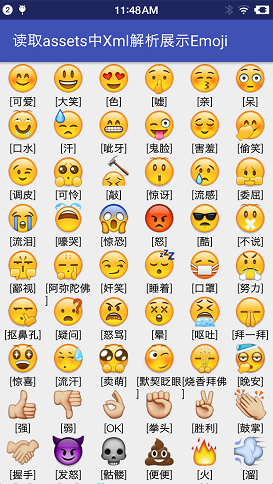 2 11:48AM
读取assets中Xml解析展示Emoji
[可爱] [大笑] [色] [嘘] [亲] [呆]
[口水] [汗] [呲牙] [鬼脸] [害羞] [偷笑]
[调皮] [可怜] [敲] [惊讶] [流感] [委屈]
[流泪] [嚎哭] [惊恐] [怒] [酷] [不说]
[鄙视] [阿弥陀佛] [奸笑] [睡着] [口罩] [努力]
[抠鼻孔] [疑问] [怒骂] [晕] [呕吐] [拜一拜]
[惊喜] [流汗] [卖萌] [默契眨眼] [烧香拜佛] [晚安]
[强] [弱] [OK] [拳头] [胜利] [鼓掌]
[握手] [发怒] [骷髅] [便便] [火] [溜]